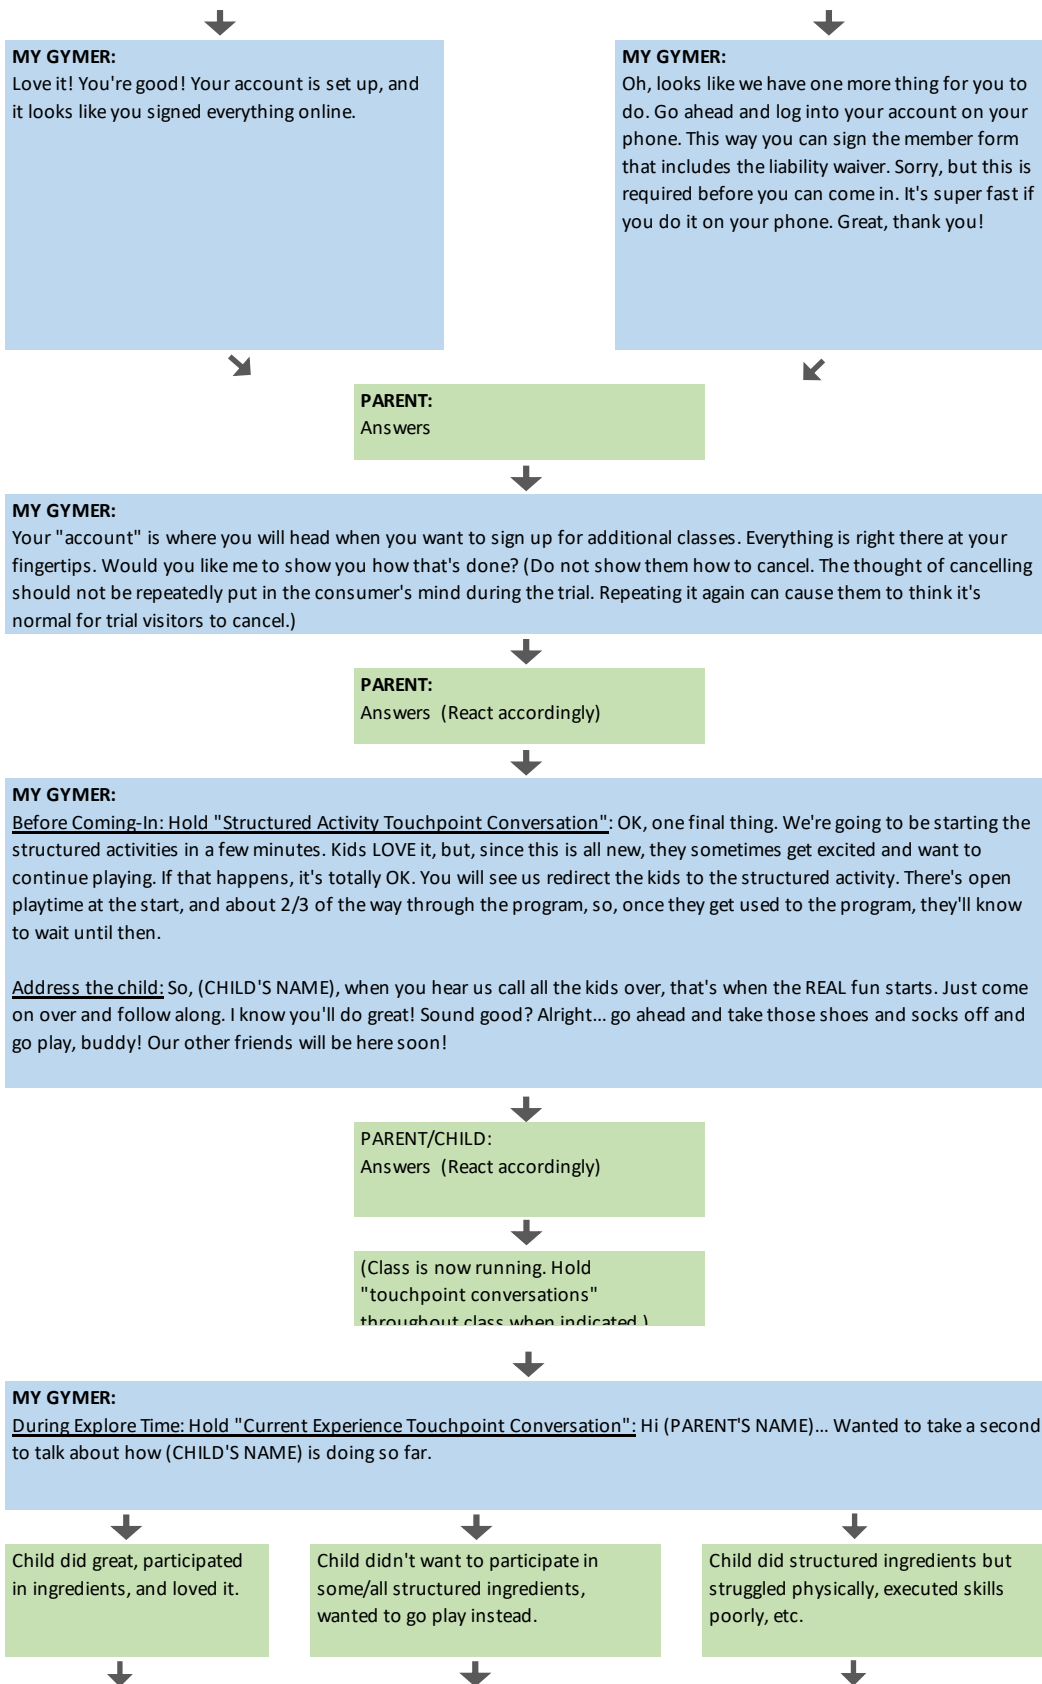 MY GYMER:
Love it! You're good! Your account is set up, and
it looks like you signed everything online.
MY GYMER:
Oh, looks like we have one more thing for you to
do. Go ahead and log into your account on your
phone. This way you can sign the member form
that includes the liability waiver. Sorry, but this is
required before you can come in. It's super fast if
you do it on your phone. Great, thank you!
PARENT:
Answers
MY GYMER:
Your "account" is where you will head when you want to sign up for additional classes. Everything is right there at your
fingertips. Would you like me to show you how that's done? (Do not show them how to cancel. The thought of cancelling
should not be repeatedly put in the consumer's mind during the trial. Repeating it again can cause them to think it's
normal for trial visitors to cancel.)
PARENT:
Answers (React accordingly)
MY GYMER:
Before Coming-In: Hold "Structured Activity Touchpoint Conversation": OK, one final thing. We're going to be starting the
structured activities in a few minutes. Kids LOVE it, but, since this is all new, they sometimes get excited and want to
continue playing. If that happens, it's totally OK. You will see us redirect the kids to the structured activity. There's open
playtime at the start, and about 2/3 of the way through the program, so, once they get used to the program, they'll know
to wait until then.
Address the child: So, (CHILD'S NAME), when you hear us call all the kids over, that's when the REAL fun starts. Just come
on over and follow along. I know you'll do great! Sound good? Alright... go ahead and take those shoes and socks off and
go play, buddy! Our other friends will be here soon!
PARENT/CHILD:
Answers (React accordingly)
(Class is now running. Hold
"touchpoint conversations"
throughout class when indicated.)
MY GYMER:
During Explore Time: Hold "Current Experience Touchpoint Conversation": Hi (PARENT'S NAME)... Wanted to take a second
to talk about how (CHILD'S NAME) is doing so far.
Child did great, participated
in ingredients, and loved it.
Child didn't want to participate in
some/all structured ingredients,
wanted to go play instead.
Child did structured ingredients but
struggled physically, executed skills
poorly, etc.